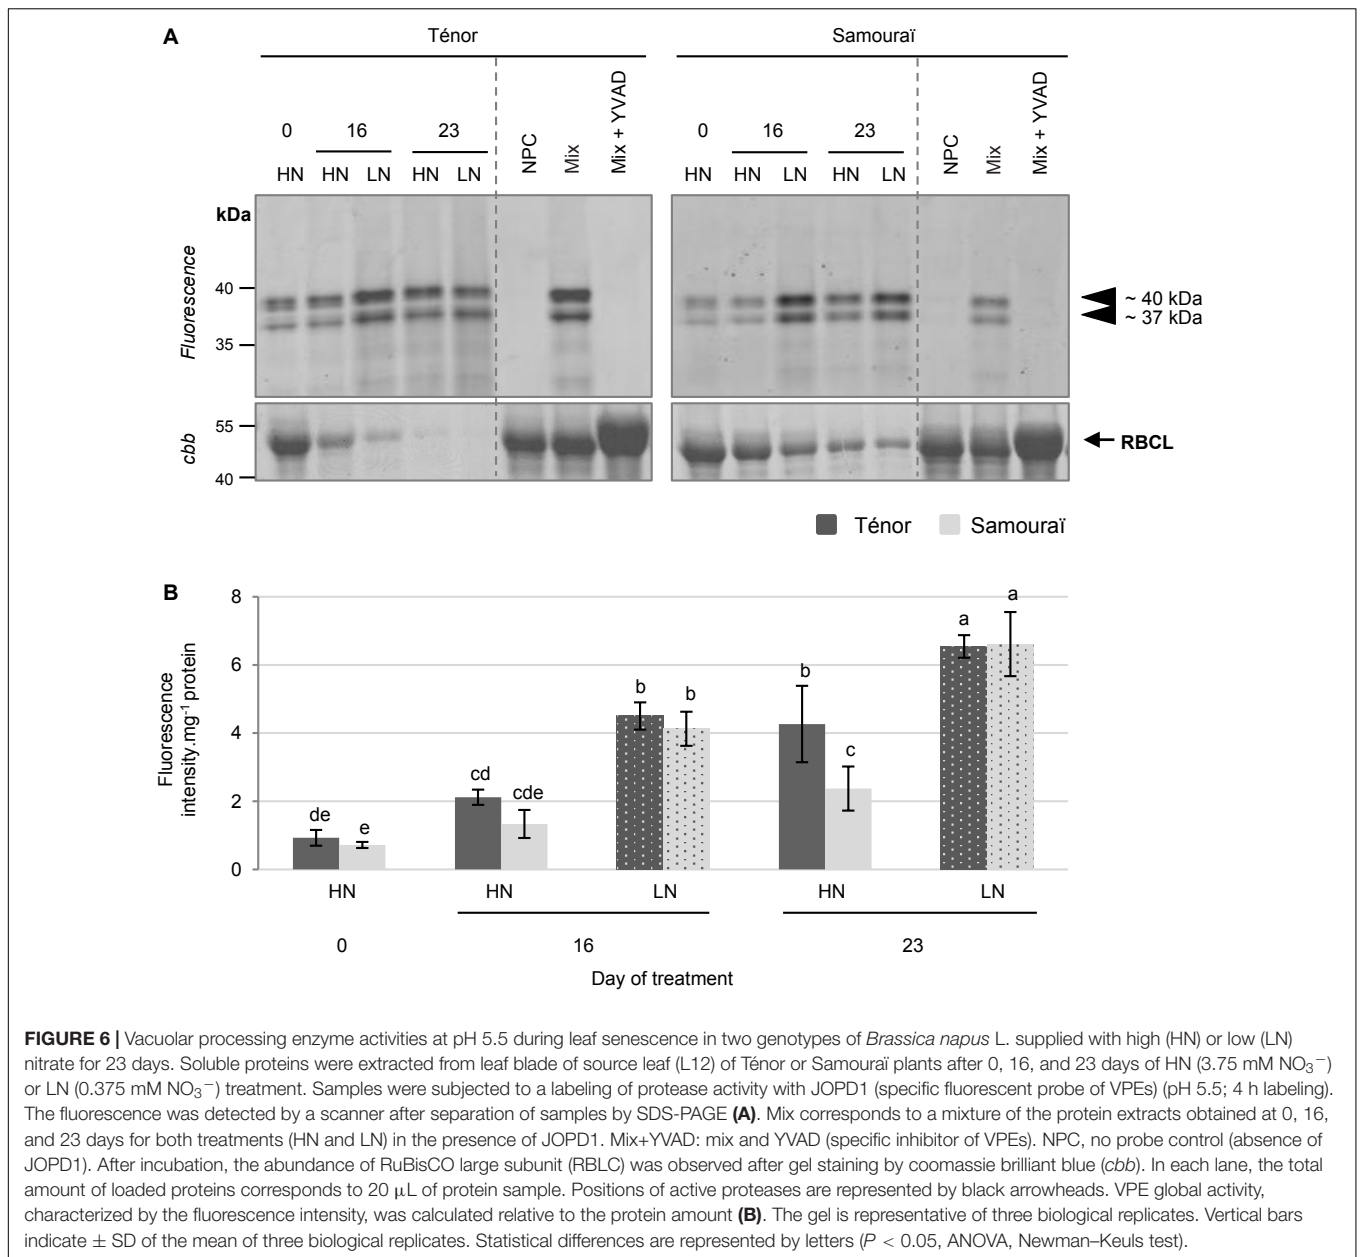 A
Ténor
Samouraï
0 16 23 NPC Mix Mix + YVAD
HN HN LN HN LN
0 16 23 NPC Mix Mix + YVAD
HN HN LN HN LN
kDa
Fluorescence
40
35
~ 40 kDa
~ 37 kDa
cbb
55
40
RBCL
Ténor Samouraï
B
Fluorescence
intensity.mg⁻¹ protein
8
6
4
2
0
de e cd cde b b b c a a
HN HN LN HN LN
0 16 23
Day of treatment
FIGURE 6 | Vacuolar processing enzyme activities at pH 5.5 during leaf senescence in two genotypes of Brassica napus L. supplied with high (HN) or low (LN)
nitrate for 23 days. Soluble proteins were extracted from leaf blade of source leaf (L12) of Ténor or Samouraï plants after 0, 16, and 23 days of HN (3.75 mM NO₃⁻)
or LN (0.375 mM NO₃⁻) treatment. Samples were subjected to a labeling of protease activity with JOPD1 (specific fluorescent probe of VPEs) (pH 5.5; 4 h labeling).
The fluorescence was detected by a scanner after separation of samples by SDS-PAGE (A). Mix corresponds to a mixture of the protein extracts obtained at 0, 16,
and 23 days for both treatments (HN and LN) in the presence of JOPD1. Mix+YVAD: mix and YVAD (specific inhibitor of VPEs). NPC, no probe control (absence of
JOPD1). After incubation, the abundance of RuBisCO large subunit (RBLC) was observed after gel staining by coomassie brilliant blue (cbb). In each lane, the total
amount of loaded proteins corresponds to 20 μL of protein sample. Positions of active proteases are represented by black arrowheads. VPE global activity,
characterized by the fluorescence intensity, was calculated relative to the protein amount (B). The gel is representative of three biological replicates. Vertical bars
indicate ± SD of the mean of three biological replicates. Statistical differences are represented by letters (P < 0.05, ANOVA, Newman–Keuls test).